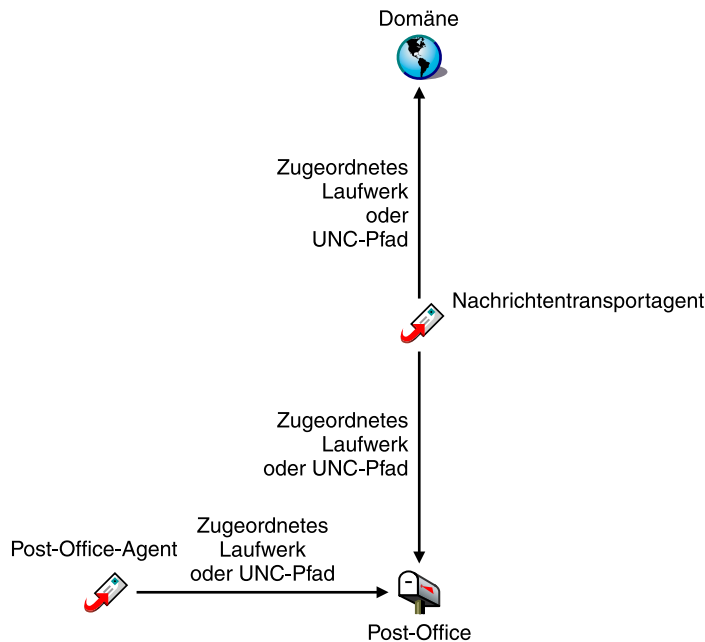 Domäne
Zugeordnetes
Laufwerk
oder
UNC-Pfad
Nachrichtentransportagent
Zugeordnetes
Laufwerk
oder UNC-Pfad
Post-Office-Agent
Zugeordnetes
Laufwerk
oder UNC-Pfad
Post-Office